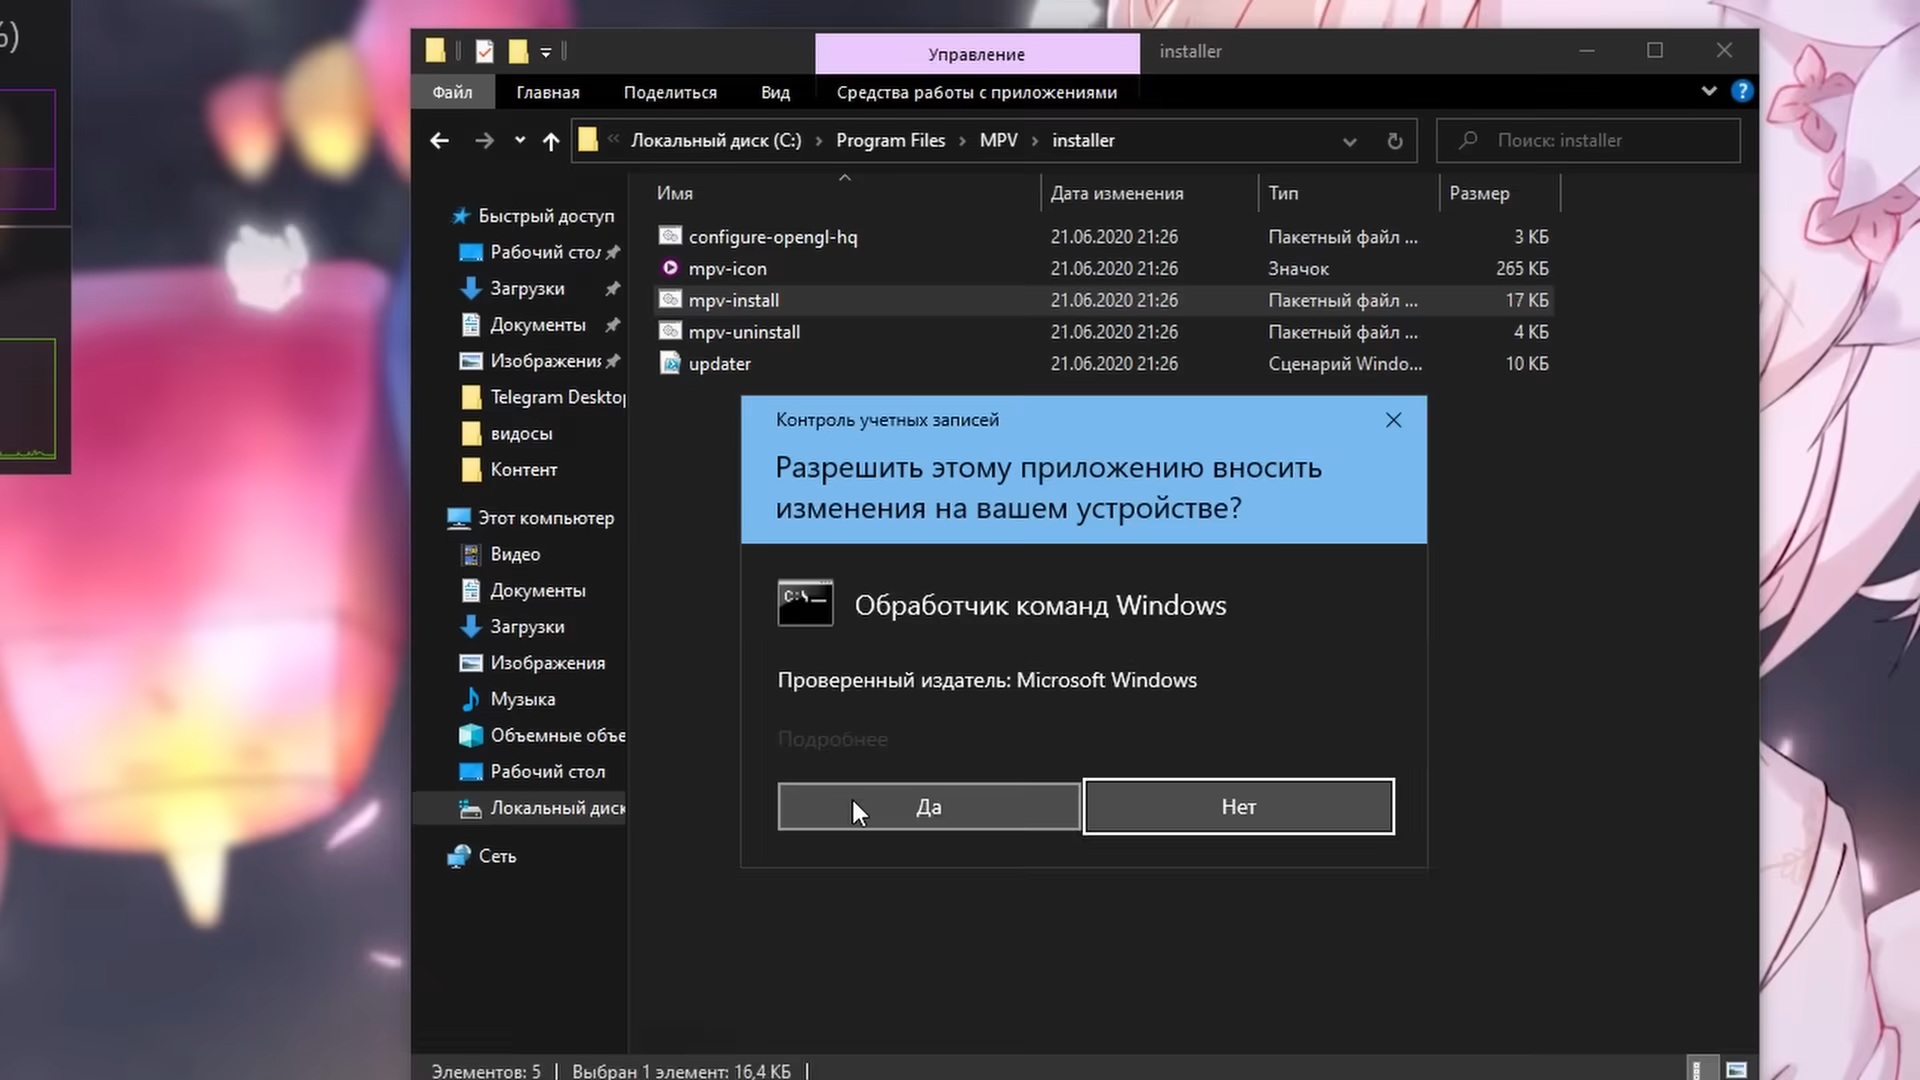 %)
Управление
installer
Файл
Главная
Поделиться
Вид
Средства работы с приложениями
?
« Локальный диск (C:) › Program Files › MPV › installer
Поиск: installer
Имя
Дата изменения
Тип
Размер
configure-opengl-hq 21.06.2020 21:26 Пакетный файл ... 3 КБ
mpv-icon 21.06.2020 21:26 Значок 265 КБ
mpv-install 21.06.2020 21:26 Пакетный файл ... 17 КБ
mpv-uninstall 21.06.2020 21:26 Пакетный файл ... 4 КБ
updater 21.06.2020 21:26 Сценарий Windo... 10 КБ
Быстрый доступ
Рабочий стол
Загрузки
Документы
Изображения
Telegram Desktop
видосы
Контент
Этот компьютер
Видео
Документы
Загрузки
Изображения
Музыка
Объемные объе
Рабочий стол
Локальный диск
Сеть
Контроль учетных записей
Разрешить этому приложению вносить
изменения на вашем устройстве?
C:\_
Обработчик команд Windows
Проверенный издатель: Microsoft Windows
Подробнее
Да
Нет
Элементов: 5
Выбран 1 элемент: 16,4 КБ